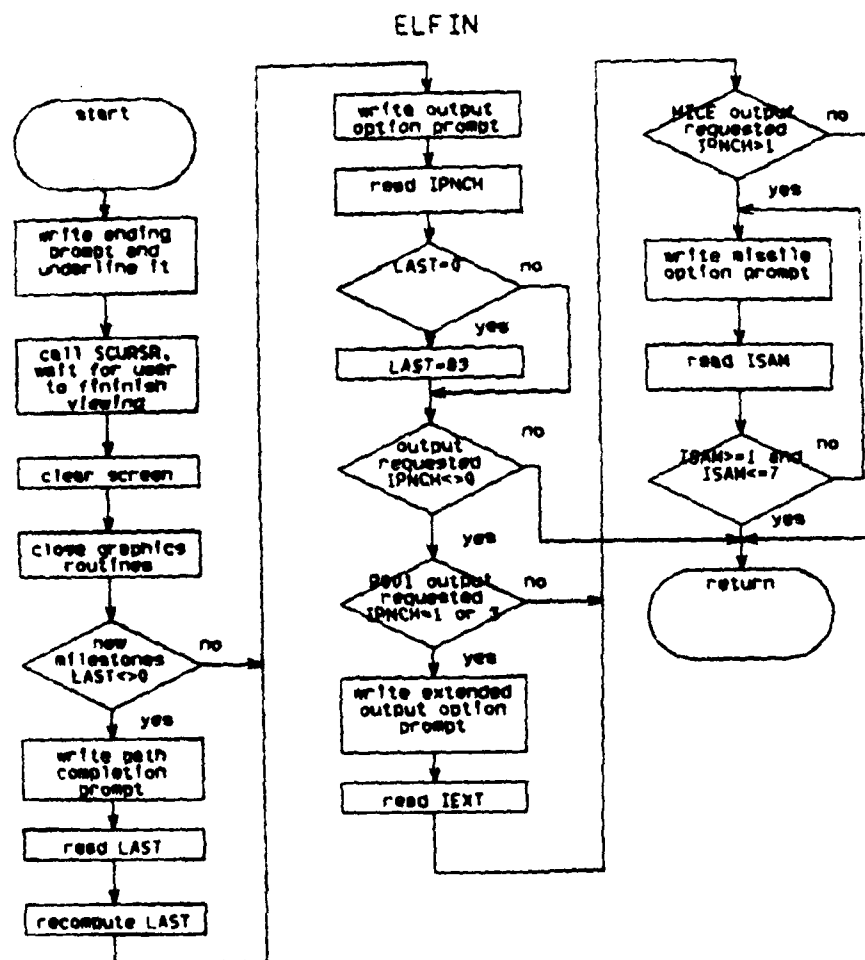 ELFIN
start
write ending
prompt and
underline it
call SCURSR,
wait for user
to fininish
viewing
clear screen
close graphics
routines
new
milestones
LAST<>0
no
yes
write path
completion
prompt
read LAST
recompute LAST
write output
option prompt
read IPNCH
LAST=0
no
yes
LAST=83
output
requested
IPNCH<>0
no
yes
output
requested
IPNCH=1 or 3
no
yes
write extended
output option
prompt
read IEXT
MICE output
requested
IPNCH>1
no
yes
write missile
option prompt
read ISAM
ISAM>=1 and
ISAM<=7
no
yes
return